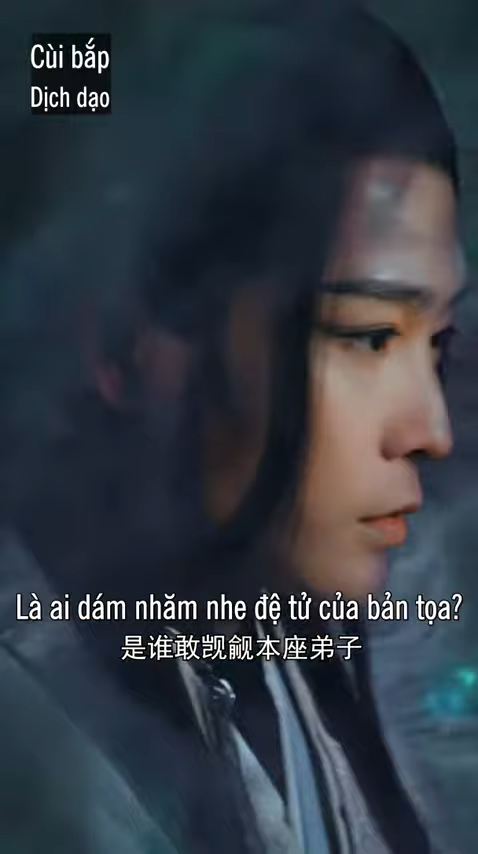 Cùi bắp
Dịch dạo
Là ai dám nhăm nhe đệ tử của bản tọa?
是谁敢觊觎本座弟子